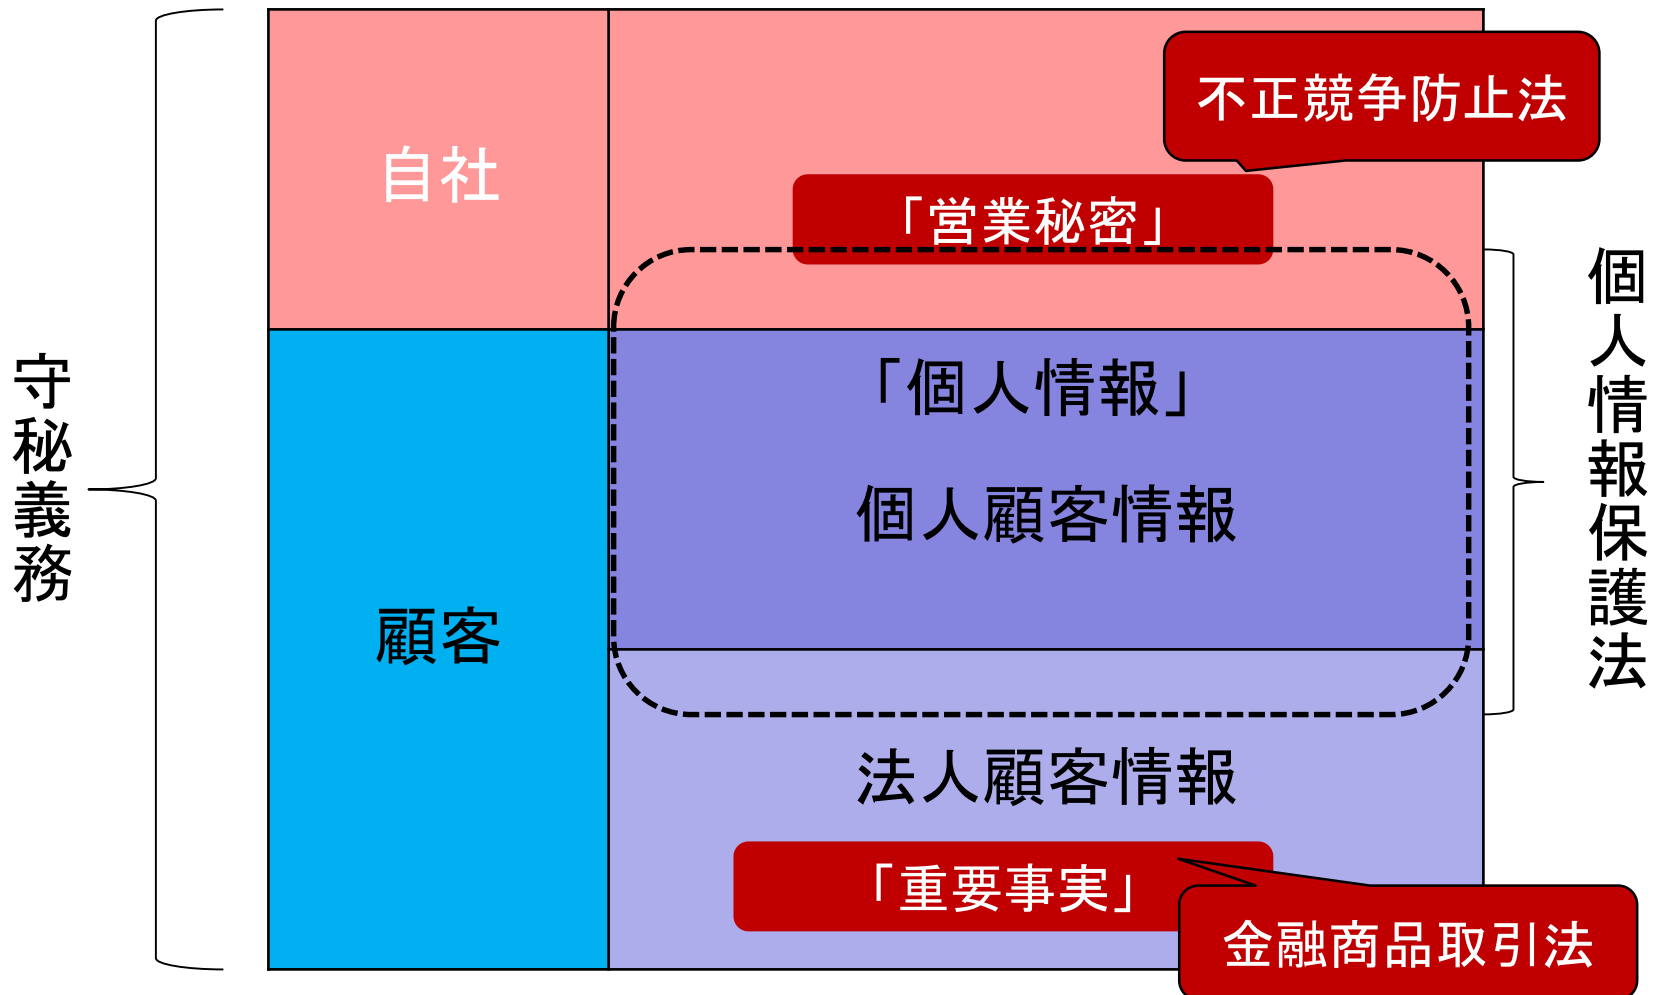 守秘義務
自社
不正競争防止法
「営業秘密」
顧客
「個人情報」
個人顧客情報
法人顧客情報
「重要事実」
金融商品取引法
個人情報保護法